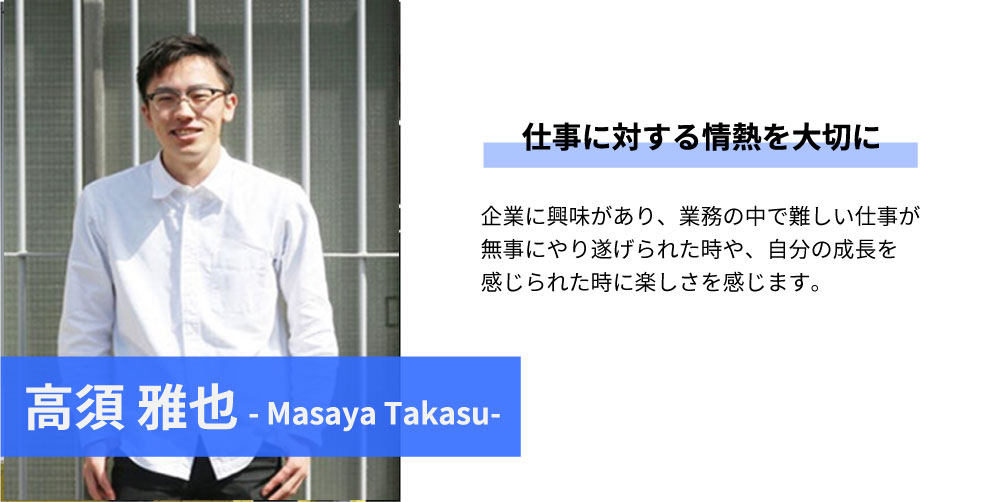 仕事に対する情熱を大切に
企業に興味があり、業務の中で難しい仕事が
無事にやり遂げられた時や、自分の成長を
感じられた時に楽しさを感じます。
高須 雅也 - Masaya Takasu-